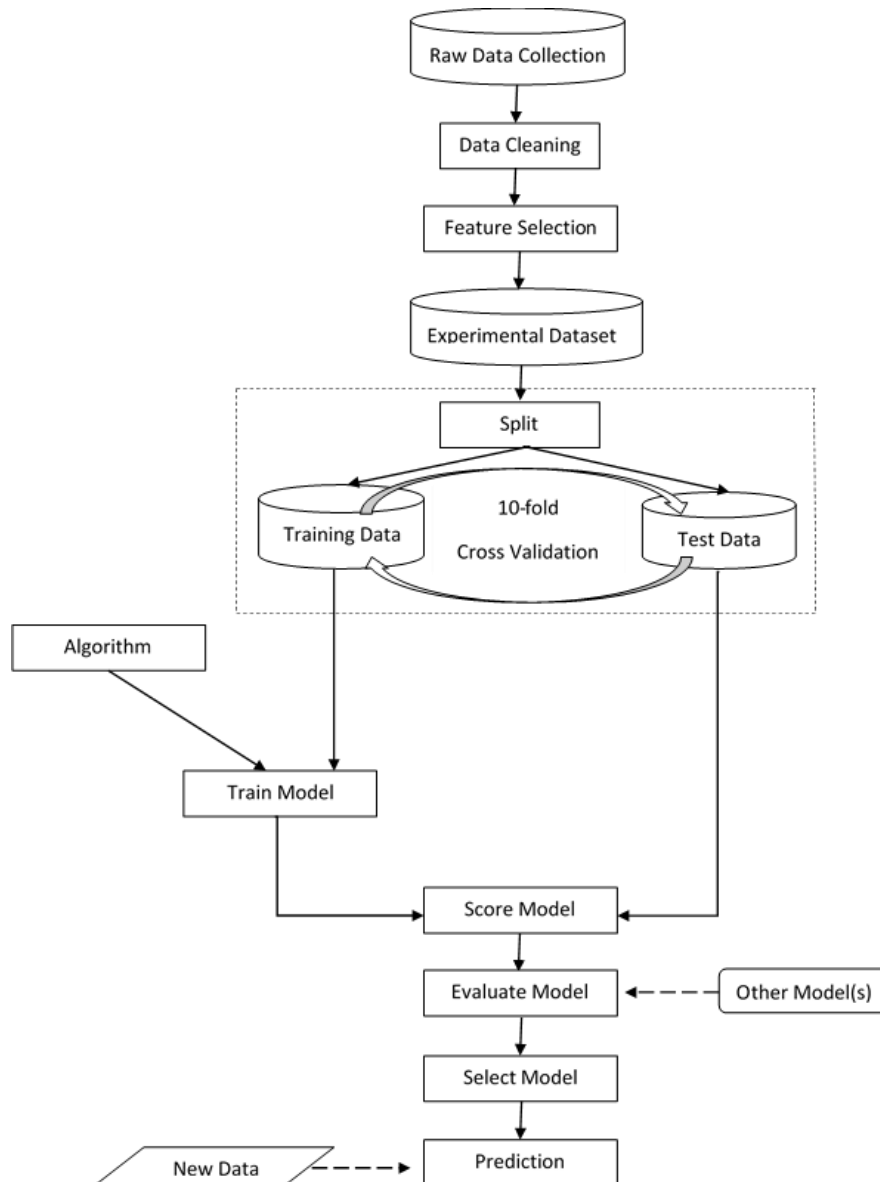 Raw Data Collection
Data Cleaning
Feature Selection
Experimental Dataset
Split
10-fold
Cross Validation
Training Data
Test Data
Algorithm
Train Model
Score Model
Evaluate Model
Other Model(s)
Select Model
New Data
Prediction